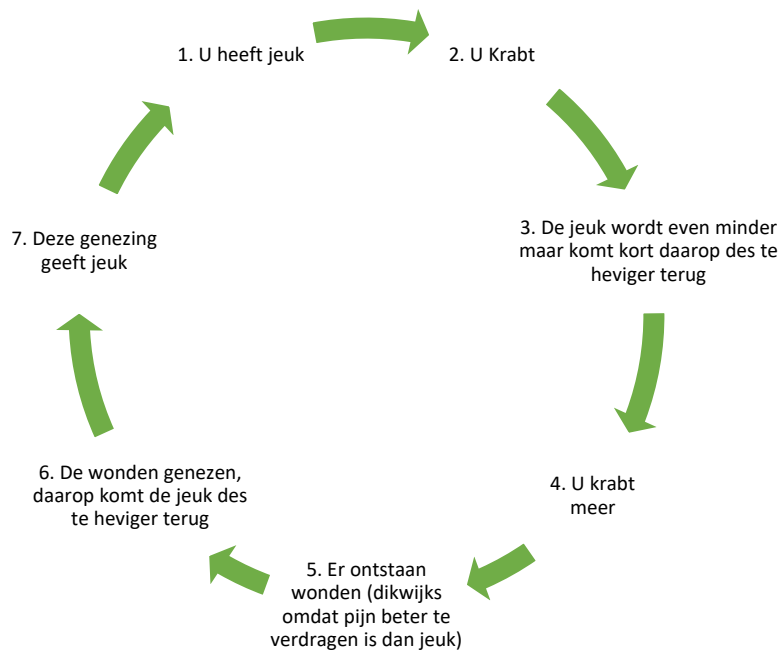 1. U heeft jeuk
2. U Krabt
3. De jeuk wordt even minder
maar komt kort daarop des te
heviger terug
4. U krabt
meer
5. Er ontstaan
wonden (dikwijks
omdat pijn beter te
verdragen is dan jeuk)
6. De wonden genezen,
daarop komt de jeuk des
te heviger terug
7. Deze genezing
geeft jeuk